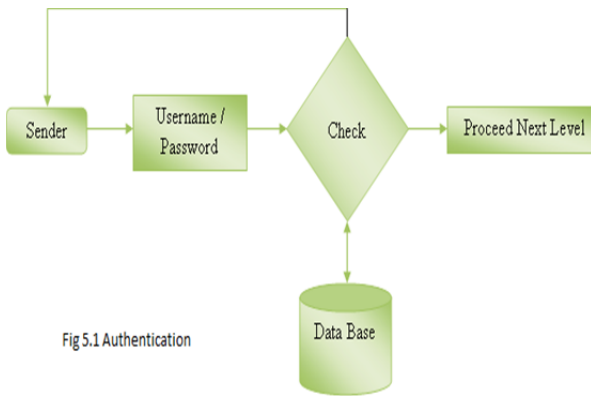 Sender
Username /
Password
Check
Proceed Next Level
Data Base
Fig 5.1 Authentication